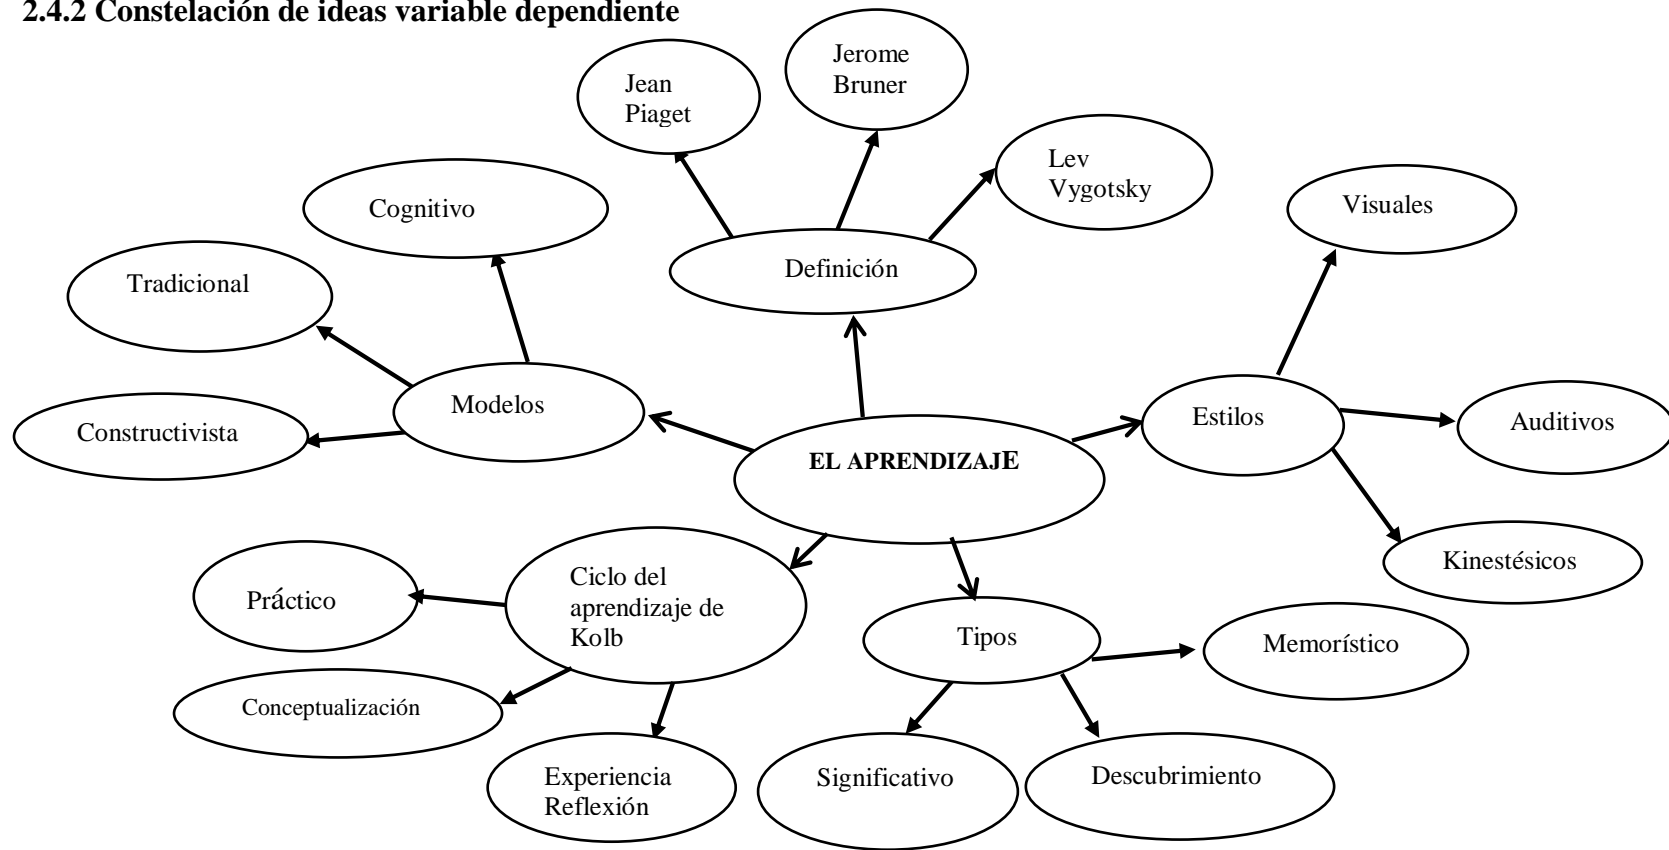 2.4.2 Constelación de ideas variable dependiente
Jean
Piaget
Jerome
Bruner
Lev
Vygotsky
Cognitivo
Visuales
Tradicional
Definición
Modelos
Estilos
Auditivos
Constructivista
EL APRENDIZAJE
Kinestésicos
Práctico
Ciclo del
aprendizaje de
Kolb
Tipos
Memorístico
Conceptualización
Experiencia
Reflexión
Significativo
Descubrimiento